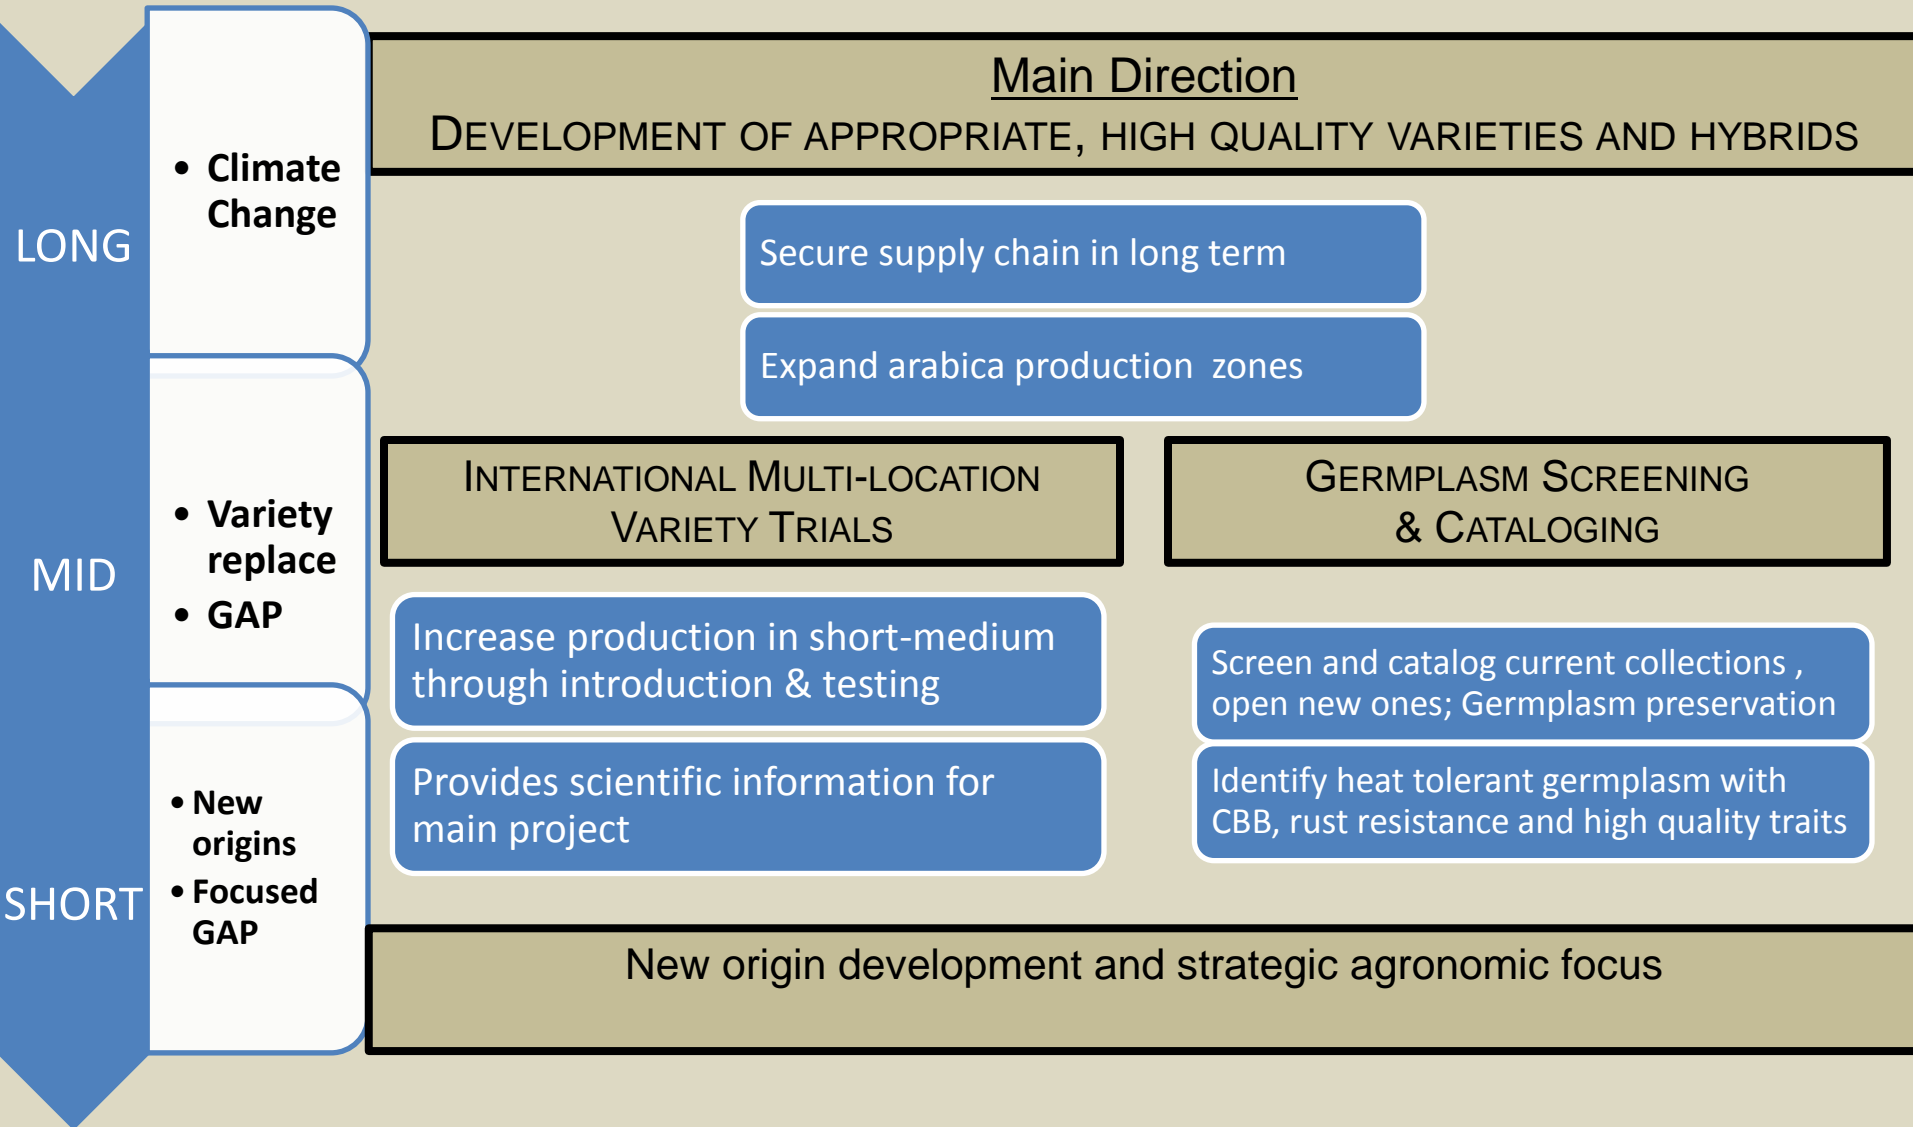 LONG
• Climate
Change
Main Direction
DEVELOPMENT OF APPROPRIATE, HIGH QUALITY VARIETIES AND HYBRIDS
Secure supply chain in long term
Expand arabica production zones
MID
• Variety
replace
• GAP
INTERNATIONAL MULTI-LOCATION
VARIETY TRIALS
Increase production in short-medium
through introduction & testing
Provides scientific information for
main project
GERMPLASM SCREENING
& CATALOGING
Screen and catalog current collections ,
open new ones; Germplasm preservation
Identify heat tolerant germplasm with
CBB, rust resistance and high quality traits
SHORT
• New
origins
• Focused
GAP
New origin development and strategic agronomic focus